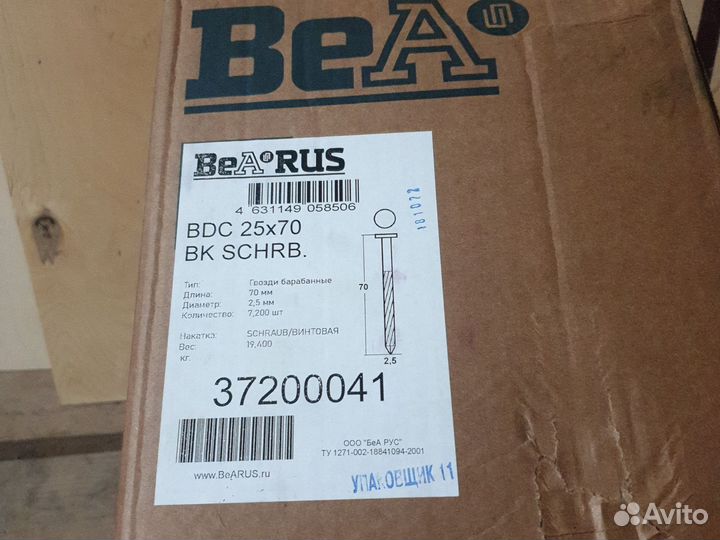 BeA
BeA RUS
4 631149 058506
181022
BDC 25x70
BK SCHRB.
Тип: Гвозди барабанные
Длина: 70 мм
Диаметр: 2,5 мм
Количество: 7,200 шт
Накатка: SCHRAUB/ВИНТОВАЯ
Вес: 19,400
кг.
70
2,5
37200041
ООО "БеА РУС"
ТУ 1271-002-18841094-2001
www.BeARUS.ru
УПАКОВЩИК 11
Avito